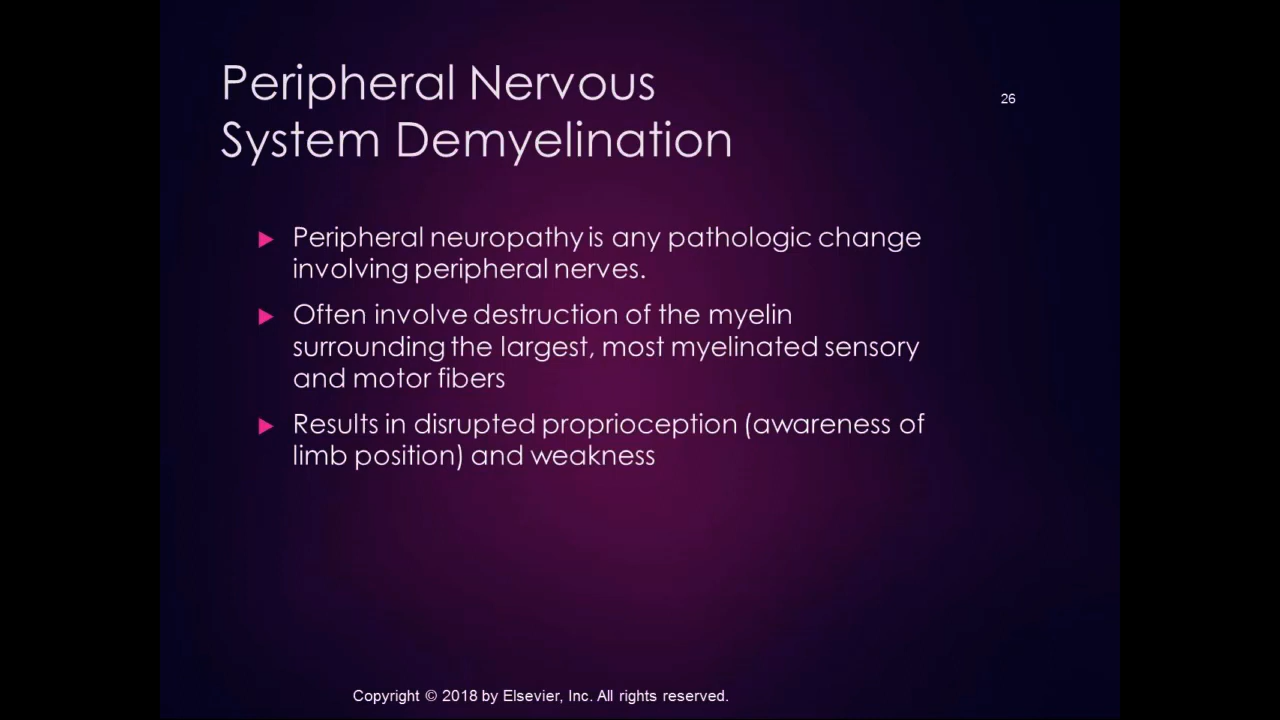 Peripheral Nervous
System Demyelination
26
Peripheral neuropathy is any pathologic change
involving peripheral nerves.
Often involve destruction of the myelin
surrounding the largest, most myelinated sensory
and motor fibers
Results in disrupted proprioception (awareness of
limb position) and weakness
Copyright © 2018 by Elsevier, Inc. All rights reserved.